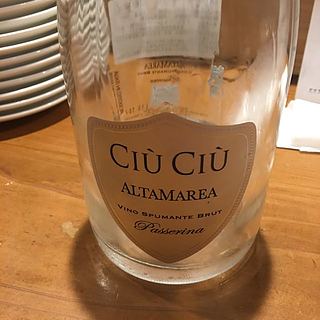 CIÙ CIÙ
ALTAMAREA
VINO SPUMANTE BRUT
Passerina